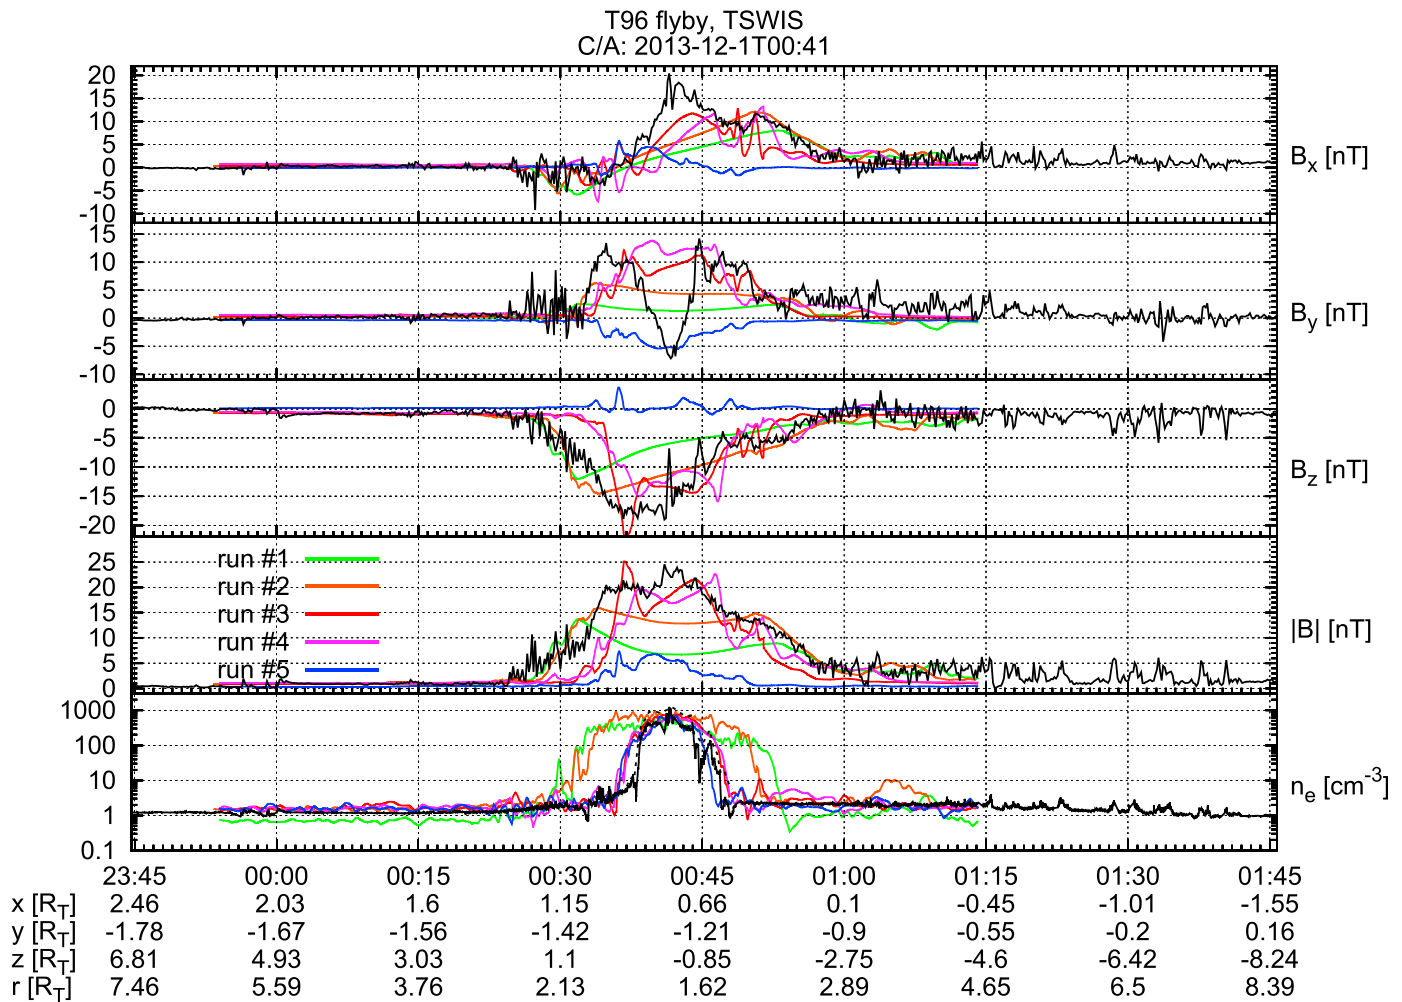 T96 flyby, TSWIS
C/A: 2013-12-1T00:41
20
15
10
5
0
-5
-10
Bx [nT]
15
10
5
0
-5
-10
By [nT]
0
-5
-10
-15
-20
Bz [nT]
25
20
15
10
5
0
|B| [nT]
run #1
run #2
run #3
run #4
run #5
1000
100
10
1
0.1
ne [cm-3]
23:45 00:00 00:15 00:30 00:45 01:00 01:15 01:30 01:45
x [RT] 2.46 2.03 1.6 1.15 0.66 0.1 -0.45 -1.01 -1.55
y [RT] -1.78 -1.67 -1.56 -1.42 -1.21 -0.9 -0.55 -0.2 0.16
z [RT] 6.81 4.93 3.03 1.1 -0.85 -2.75 -4.6 -6.42 -8.24
r [RT] 7.46 5.59 3.76 2.13 1.62 2.89 4.65 6.5 8.39